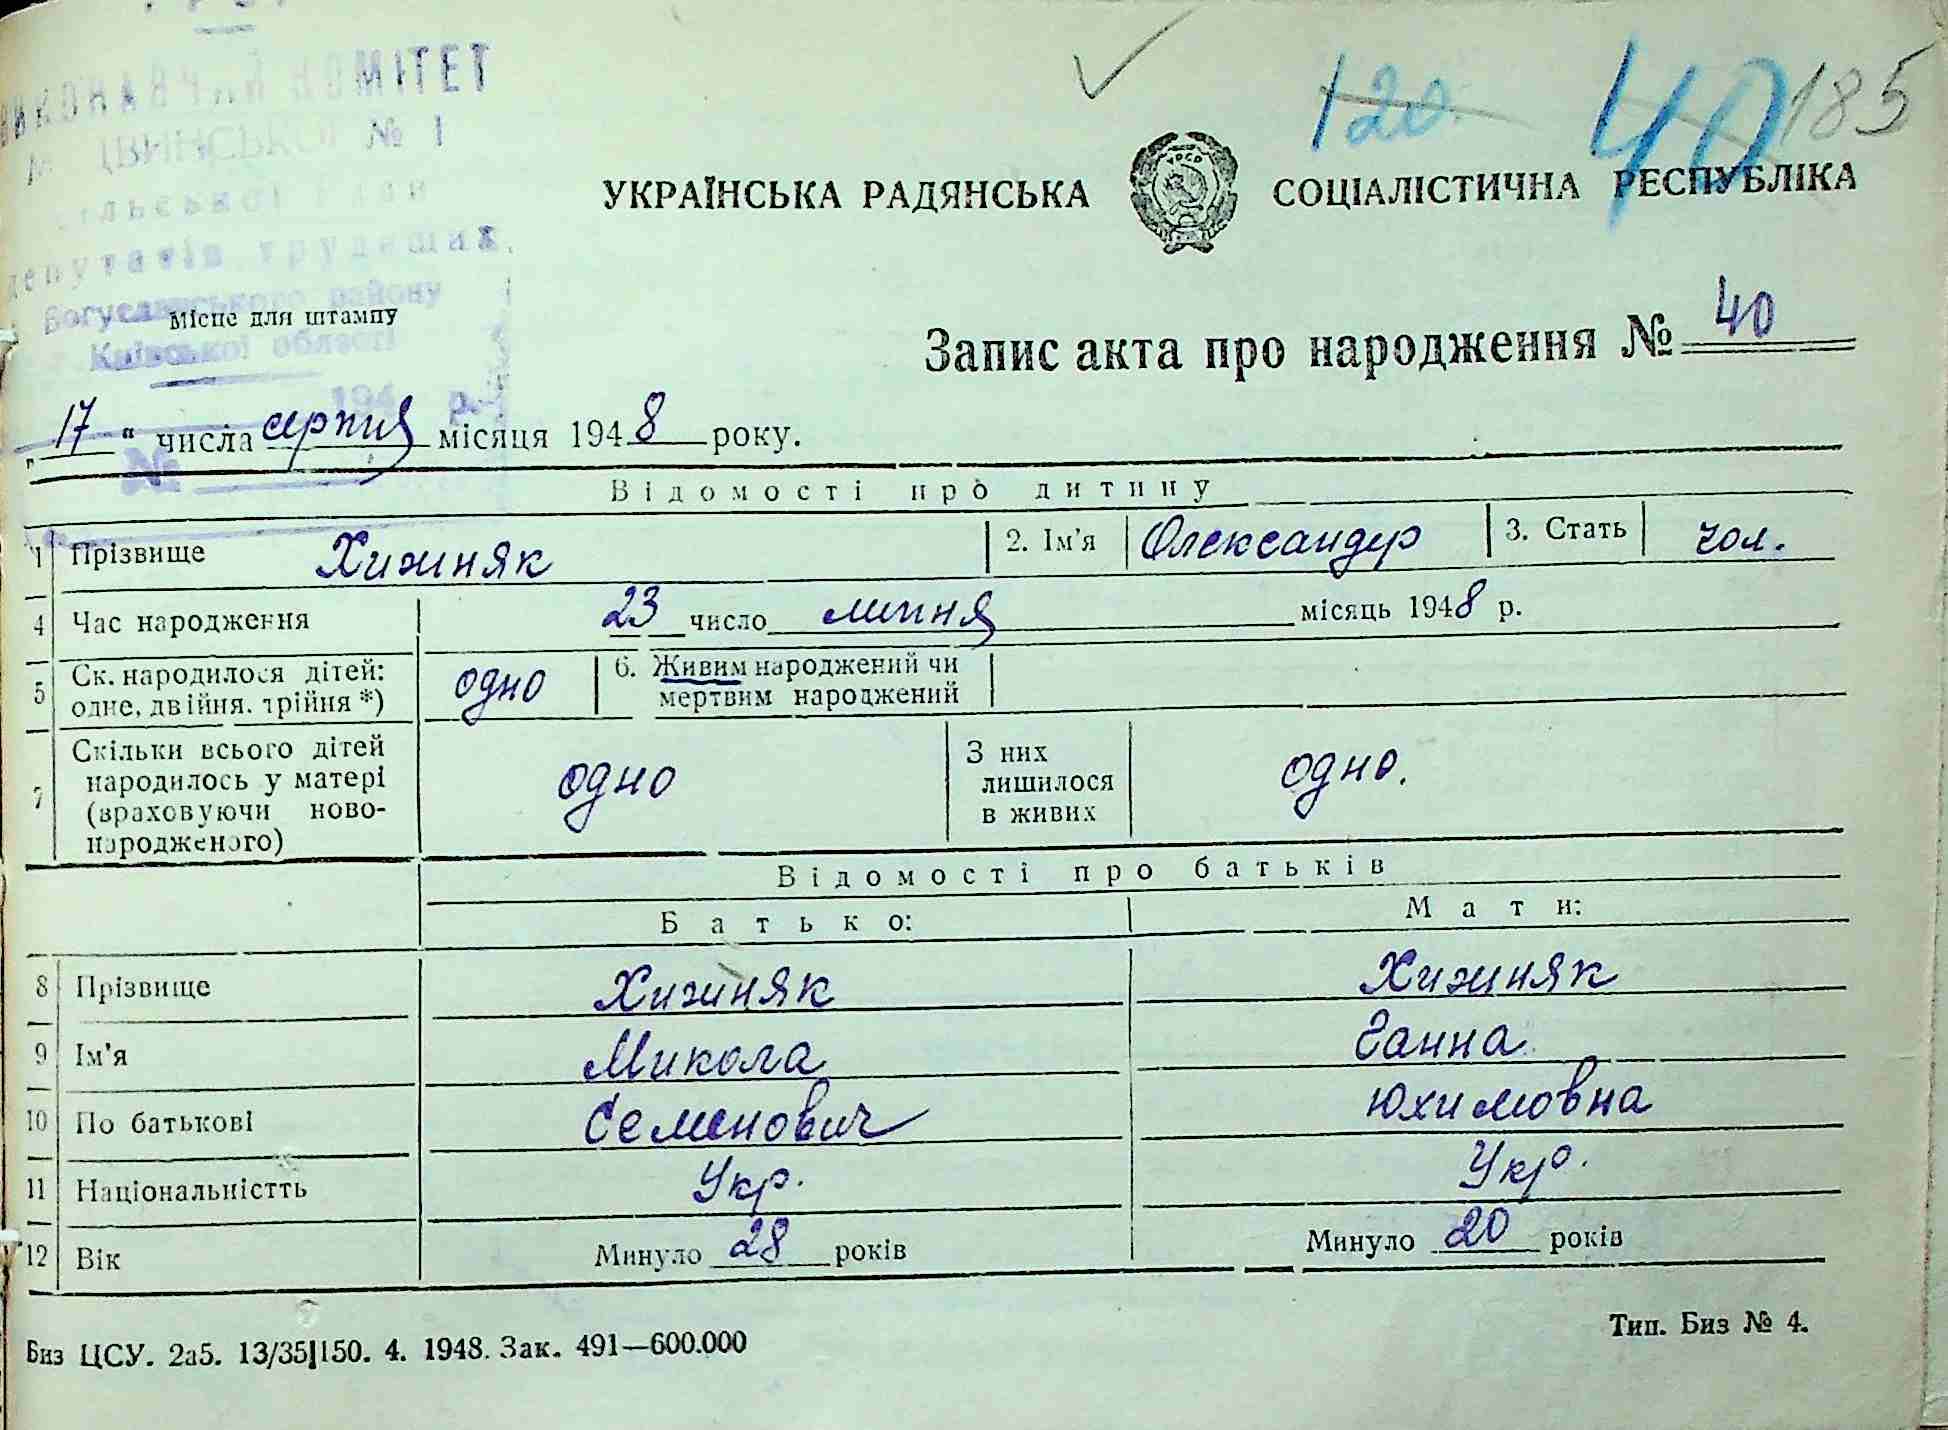 ВИКОНАВЧИЙ КОМІТЕТ
№ 1
депутатів трудящих
Богуславського району
Київської області
194 р.
№
Місце для штампу
120. 40 185
УКРАЇНСЬКА РАДЯНСЬКА СОЦІАЛІСТИЧНА РЕСПУБЛІКА
Запис акта про народження № 40
„17“ числа серпня місяця 1948 року.
Відомості про дитину
1 Прізвище Хижняк 2. Ім'я Олександр 3. Стать чол.
4 Час народження 23 число липня місяць 1948 р.
5 Ск. народилося дітей: одне, двійня, трійня *) одно 6. Живим народжений чи мертвим народжений
7 Скільки всього дітей народилось у матері (враховуючи ново-народженого) одно З них лишилося в живих одно.
Відомості про батьків
Батько: Мати:
8 Прізвище Хижняк Хижняк
9 Ім'я Микола Ганна
10 По батькові Семенович Юхимовна
11 Національністть Укр. Укр.
12 Вік Минуло 28 років Минуло 20 років
Биз ЦСУ. 2а5. 13/35|150. 4. 1948. Зак. 491—600.000 Тип. Биз № 4.